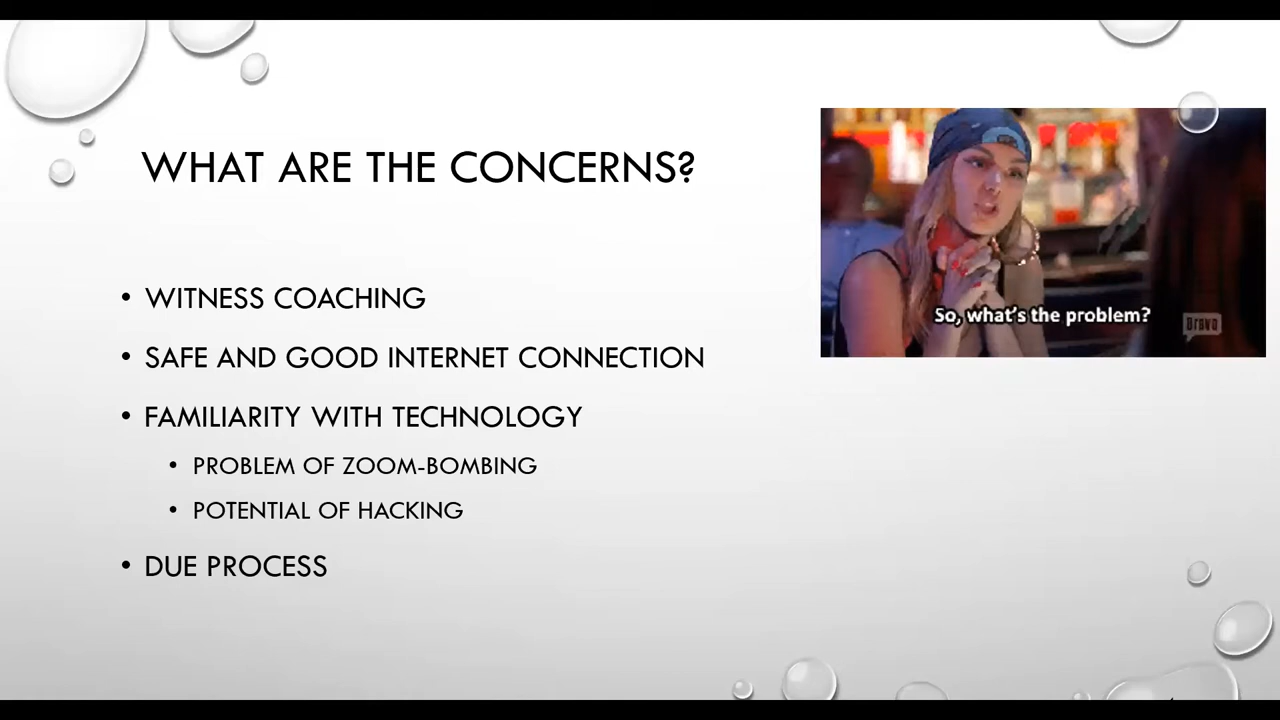 WHAT ARE THE CONCERNS?
• WITNESS COACHING
• SAFE AND GOOD INTERNET CONNECTION
• FAMILIARITY WITH TECHNOLOGY
• PROBLEM OF ZOOM-BOMBING
• POTENTIAL OF HACKING
• DUE PROCESS
So, what's the problem?
bravo